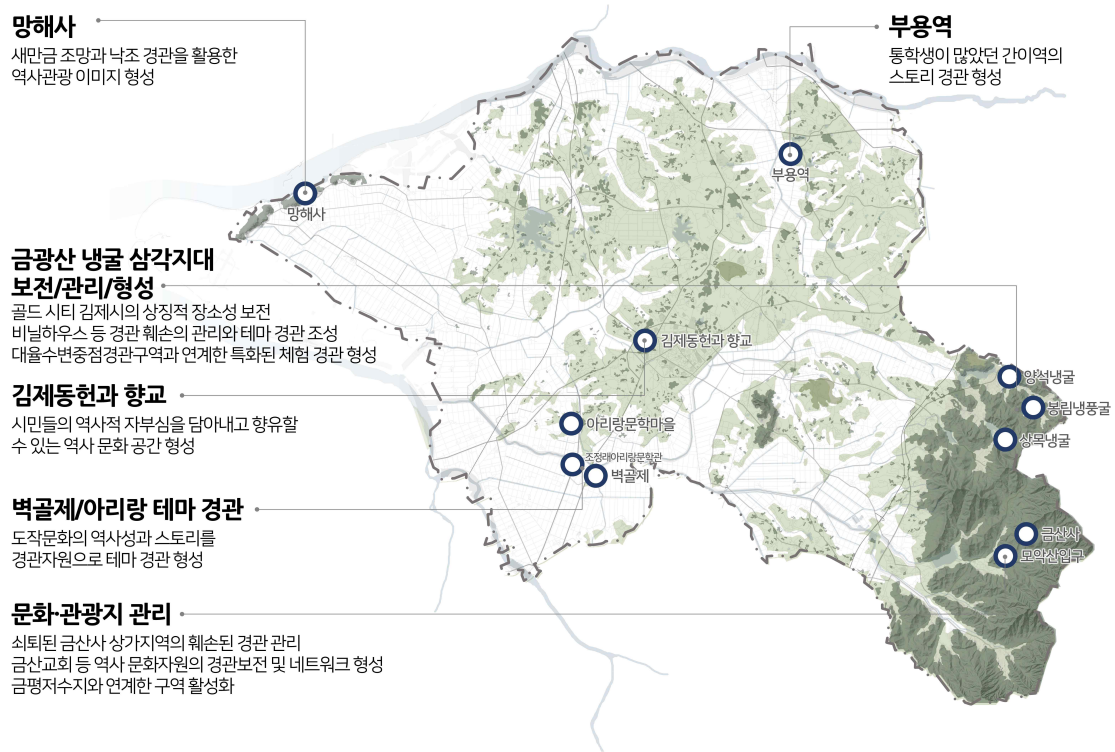 망해사
새만금 조망과 낙조 경관을 활용한
역사관광 이미지 형성
부용역
통학생이 많았던 간이역의
스토리 경관 형성
부용역
망해사
금광산 냉굴 삼각지대
보전/관리/형성
골드 시티 김제시의 상징적 장소성 보전
비닐하우스 등 경관 훼손의 관리와 테마 경관 조성
대율수변중점경관구역과 연계한 특화된 체험 경관 형성
김제동헌과 향교
양석냉굴
봉림냉풍굴
상목냉굴
김제동헌과 향교
시민들의 역사적 자부심을 담아내고 향유할
수 있는 역사 문화 공간 형성
아리랑문학마을
조정래아리랑문학관
벽골제
벽골제/아리랑 테마 경관
도작문화의 역사성과 스토리를
경관자원으로 테마 경관 형성
금산사
모악산입구
문화·관광지 관리
쇠퇴된 금산사 상가지역의 훼손된 경관 관리
금산교회 등 역사 문화자원의 경관보전 및 네트워크 형성
금평저수지와 연계한 구역 활성화